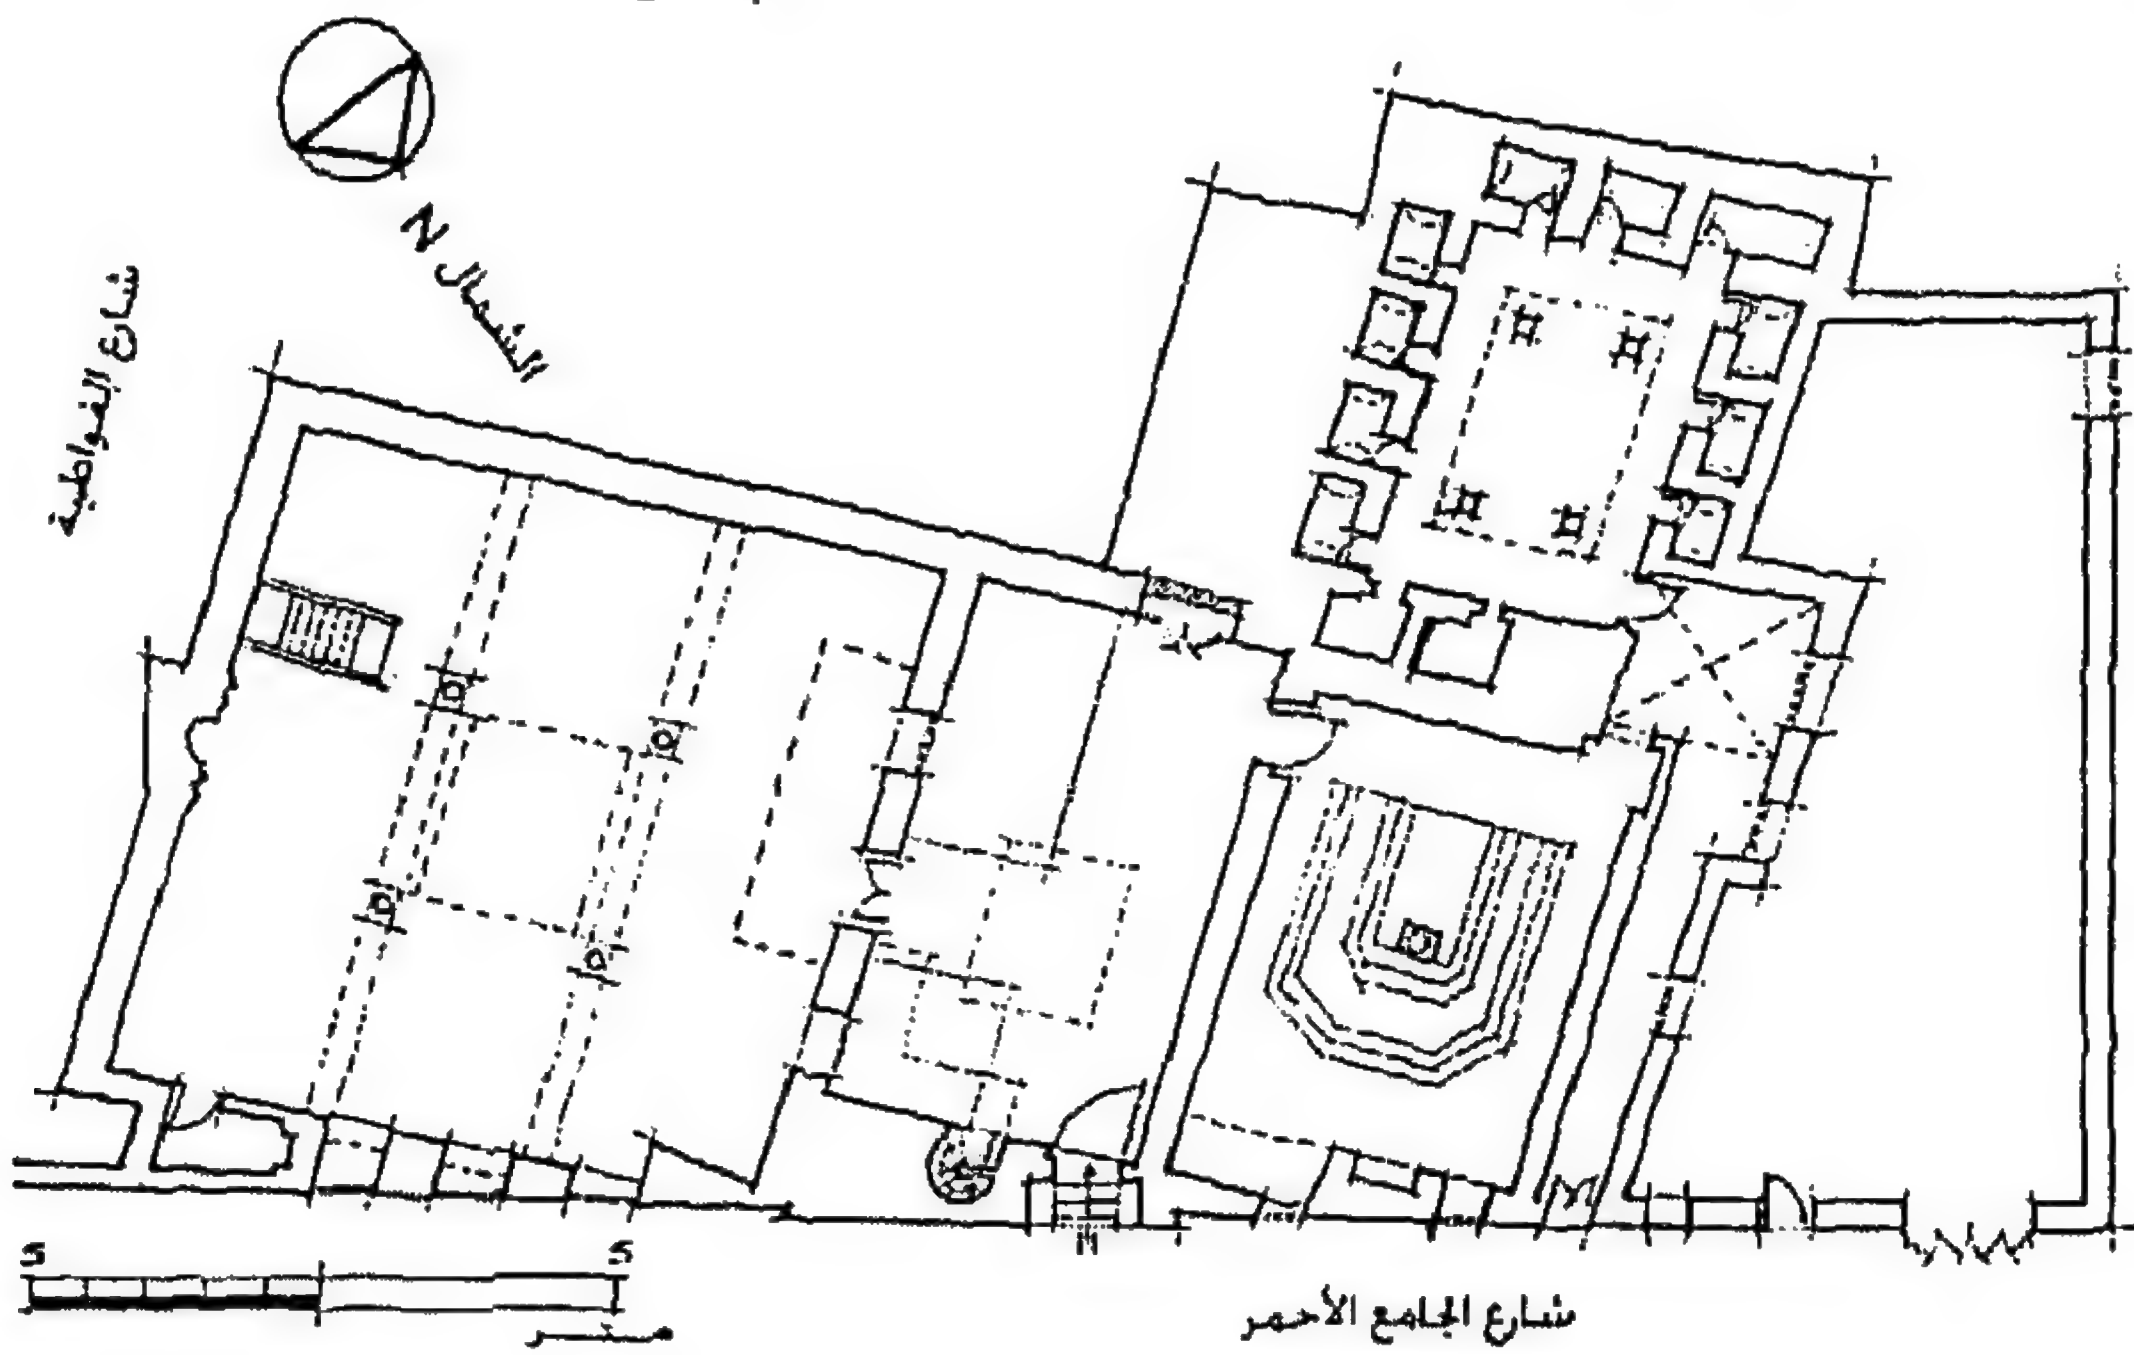 N الشمال
شارع الفواطية
5 5
متر
شارع الجامع الأحمر